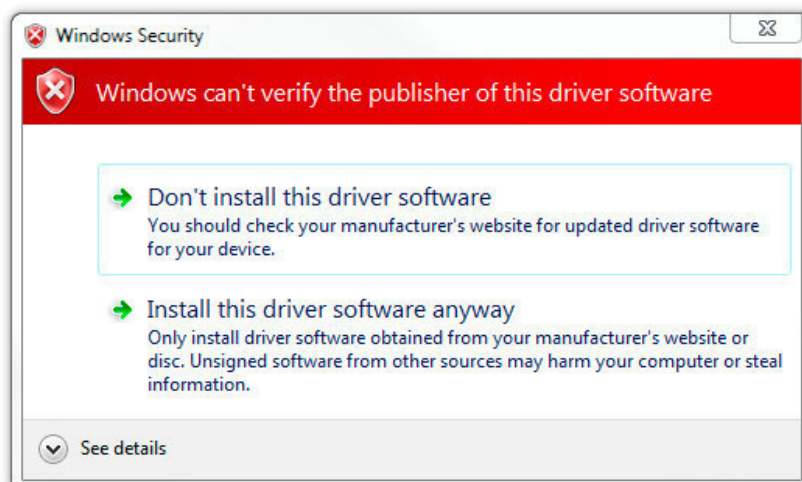 Windows Security
Windows can't verify the publisher of this driver software
Don't install this driver software
You should check your manufacturer's website for updated driver software
for your device.
Install this driver software anyway
Only install driver software obtained from your manufacturer's website or
disc. Unsigned software from other sources may harm your computer or steal
information.
See details